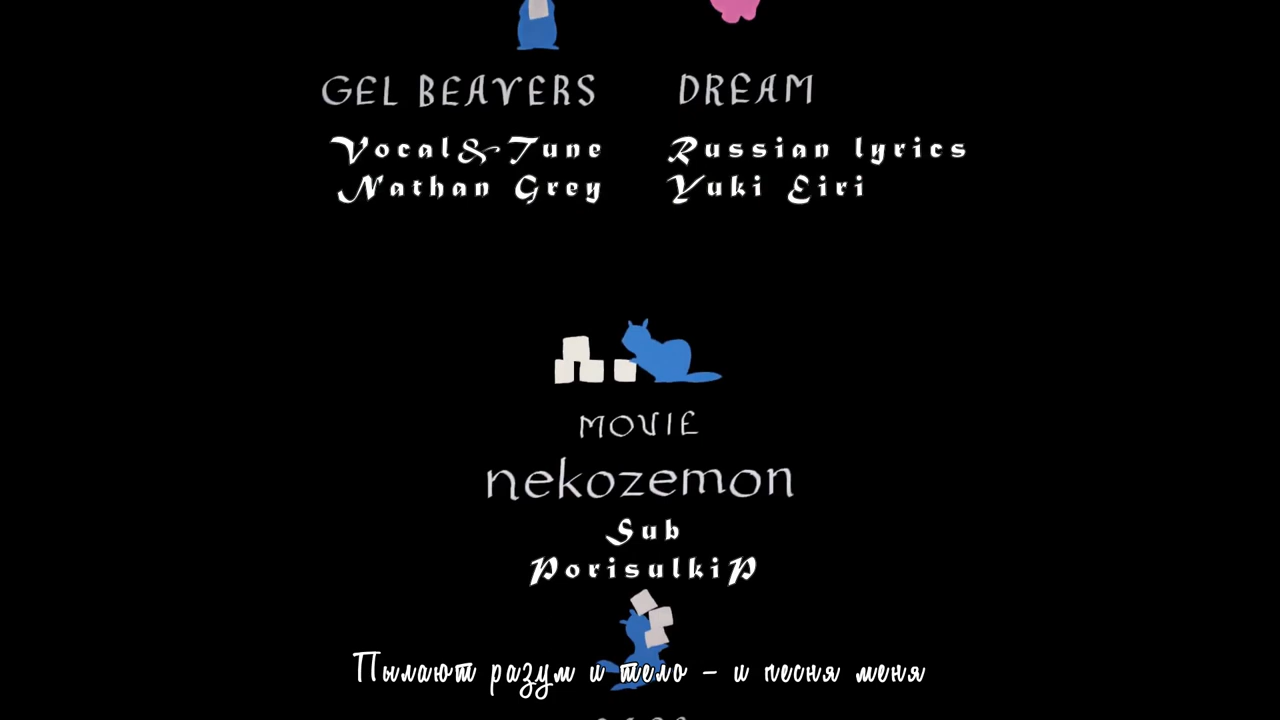 GEL BEAVERS DREAM
Vocal&Tune Russian lyrics
Nathan Grey Yuki Eiri
MOVIE
nekozemon
Sub
PorisulkiP
Пылают разум и тело – и песня меня